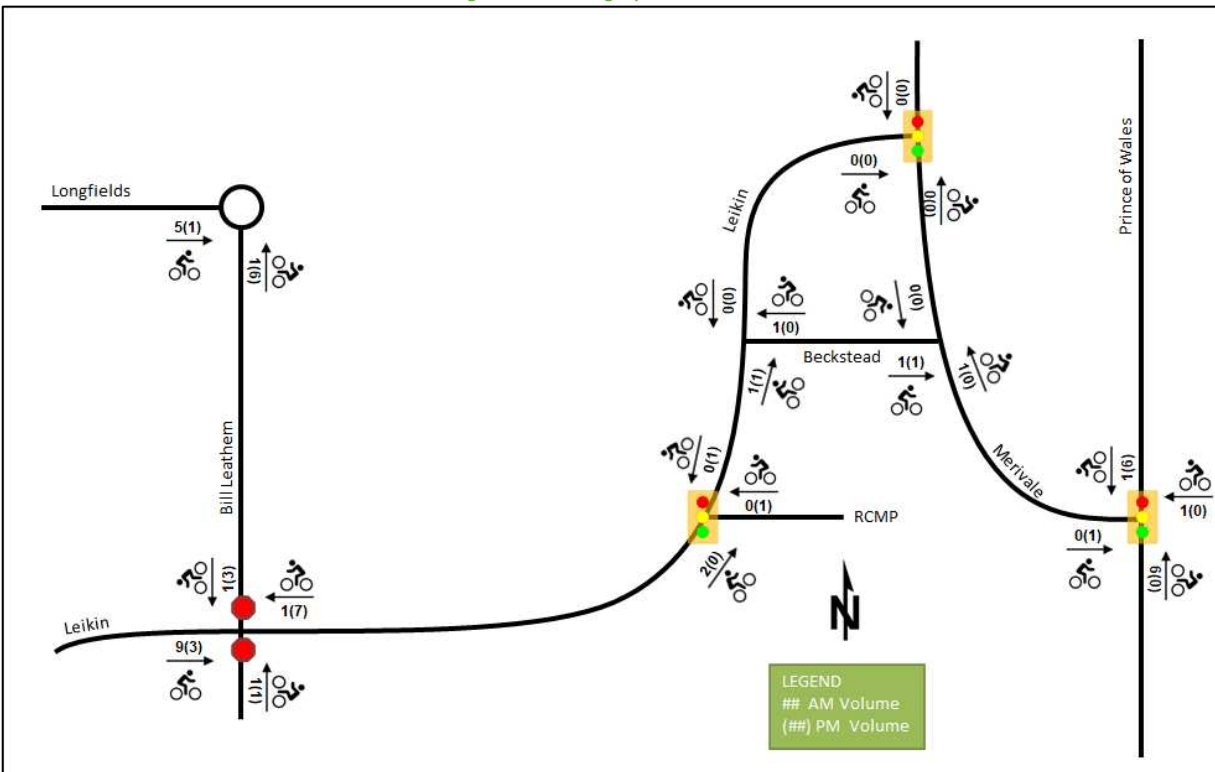 0(0)
0(0)
Leikin
0(0)
Prince of Wales
Longfields
5(1)
1(6)
0(0)
1(0)
0(0)
Beckstead
1(1)
1(1)
1(0)
Bill Leathem
Merivale
0(1)
0(1)
RCMP
2(0)
1(6)
1(0)
0(1)
6(0)
N
1(3)
1(7)
Leikin
9(3)
1(1)
LEGEND
## AM Volume
(##) PM Volume